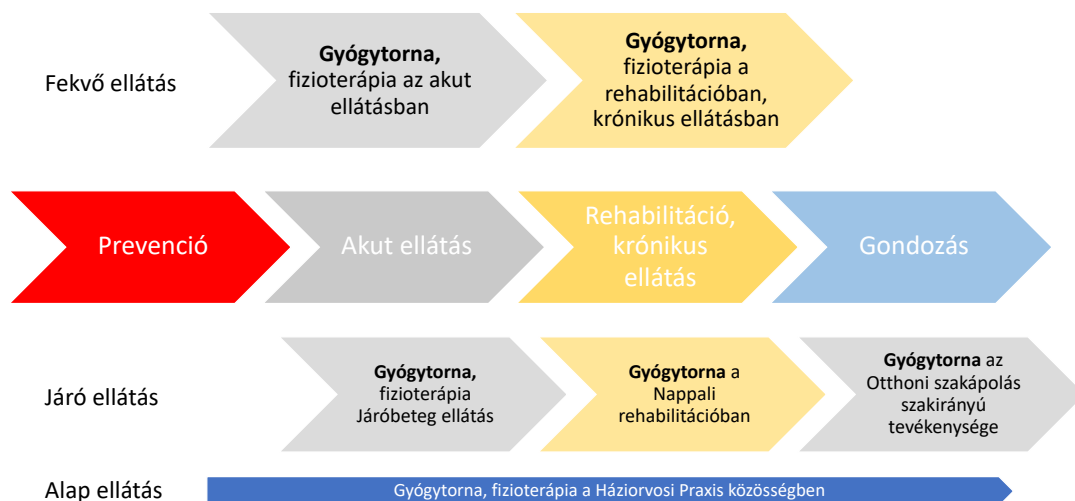 Fekvő ellátás
Gyógytorna,
fizioterápia az akut
ellátásban
Gyógytorna,
fizioterápia a
rehabilitációban,
krónikus ellátásban
Prevenció
Akut ellátás
Rehabilitáció,
krónikus
ellátás
Gondozás
Járó ellátás
Gyógytorna,
fizioterápia
Járóbeteg ellátás
Gyógytorna a
Nappali
rehabilitációban
Gyógytorna az
Otthoni szakápolás
szakirányú
tevékenysége
Alap ellátás
Gyógytorna, fizioterápia a Háziorvosi Praxis közösségben